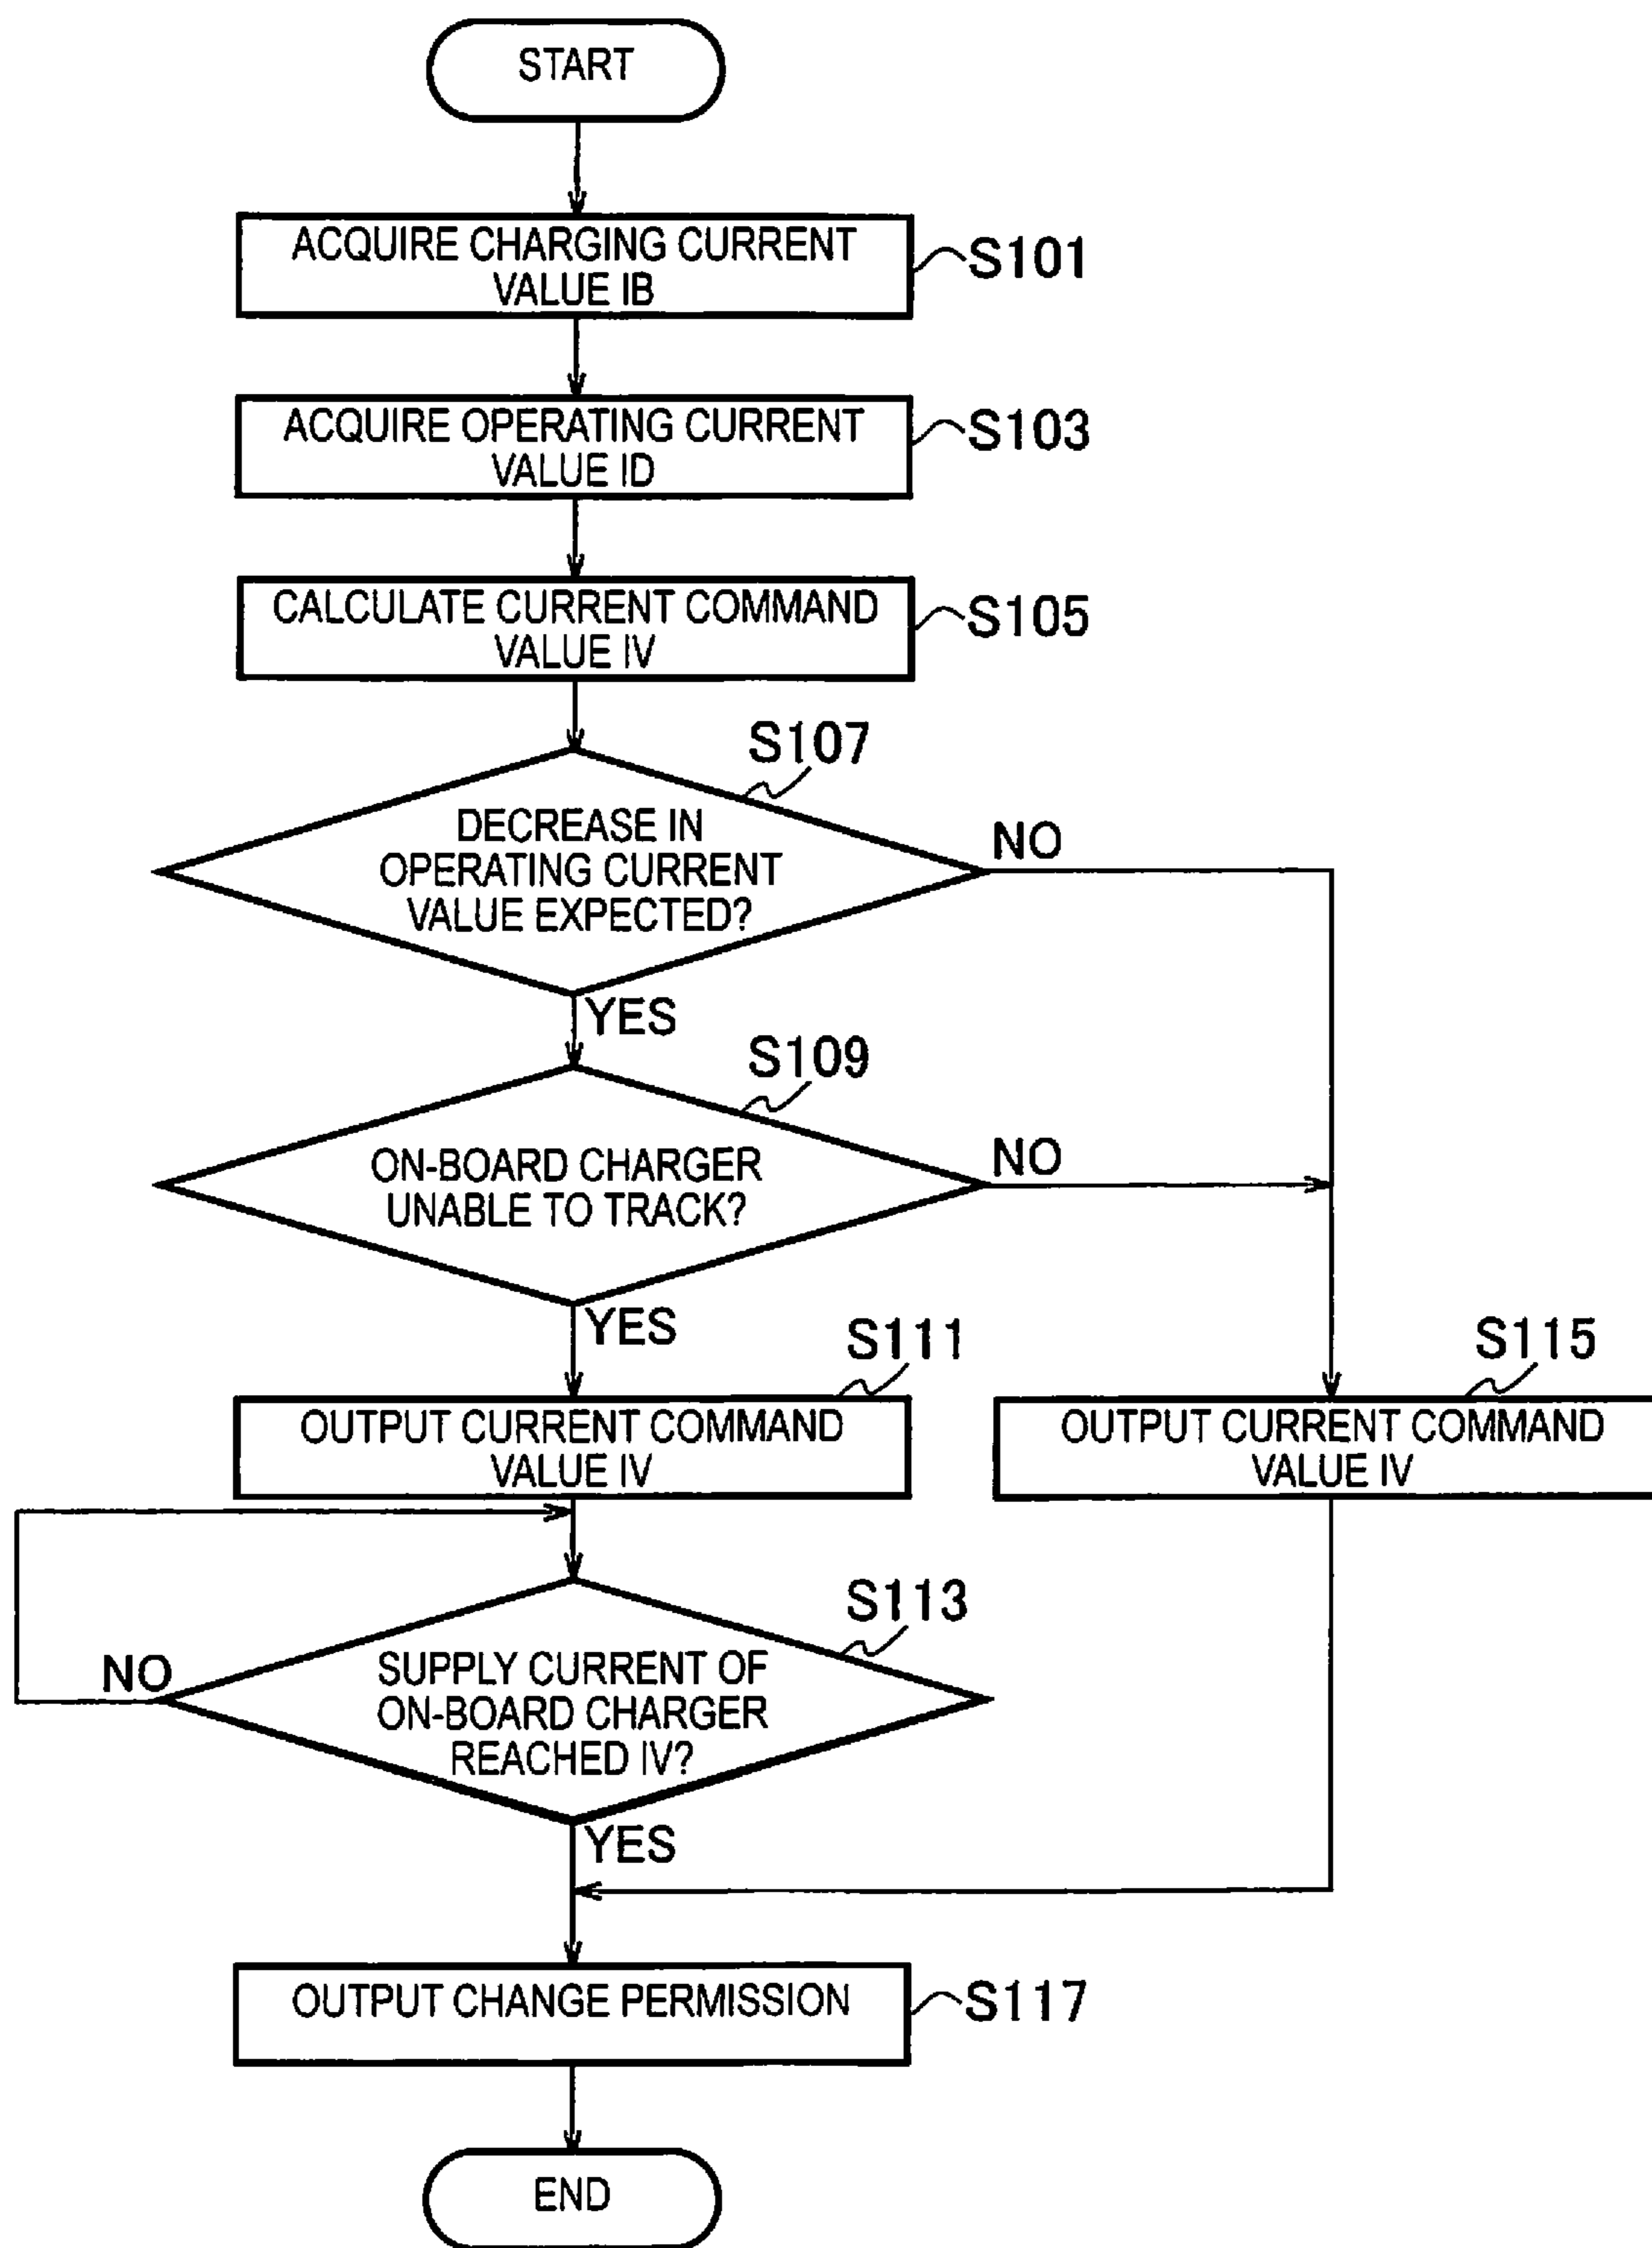 START
ACQUIRE CHARGING CURRENT
VALUE IB
S101
ACQUIRE OPERATING CURRENT
VALUE ID
S103
CALCULATE CURRENT COMMAND
VALUE IV
S105
S107
DECREASE IN
OPERATING CURRENT
VALUE EXPECTED?
NO
YES
S109
ON-BOARD CHARGER
UNABLE TO TRACK?
NO
YES
S111
OUTPUT CURRENT COMMAND
VALUE IV
S115
OUTPUT CURRENT COMMAND
VALUE IV
S113
SUPPLY CURRENT OF
ON-BOARD CHARGER
REACHED IV?
NO
YES
OUTPUT CHANGE PERMISSION
S117
END